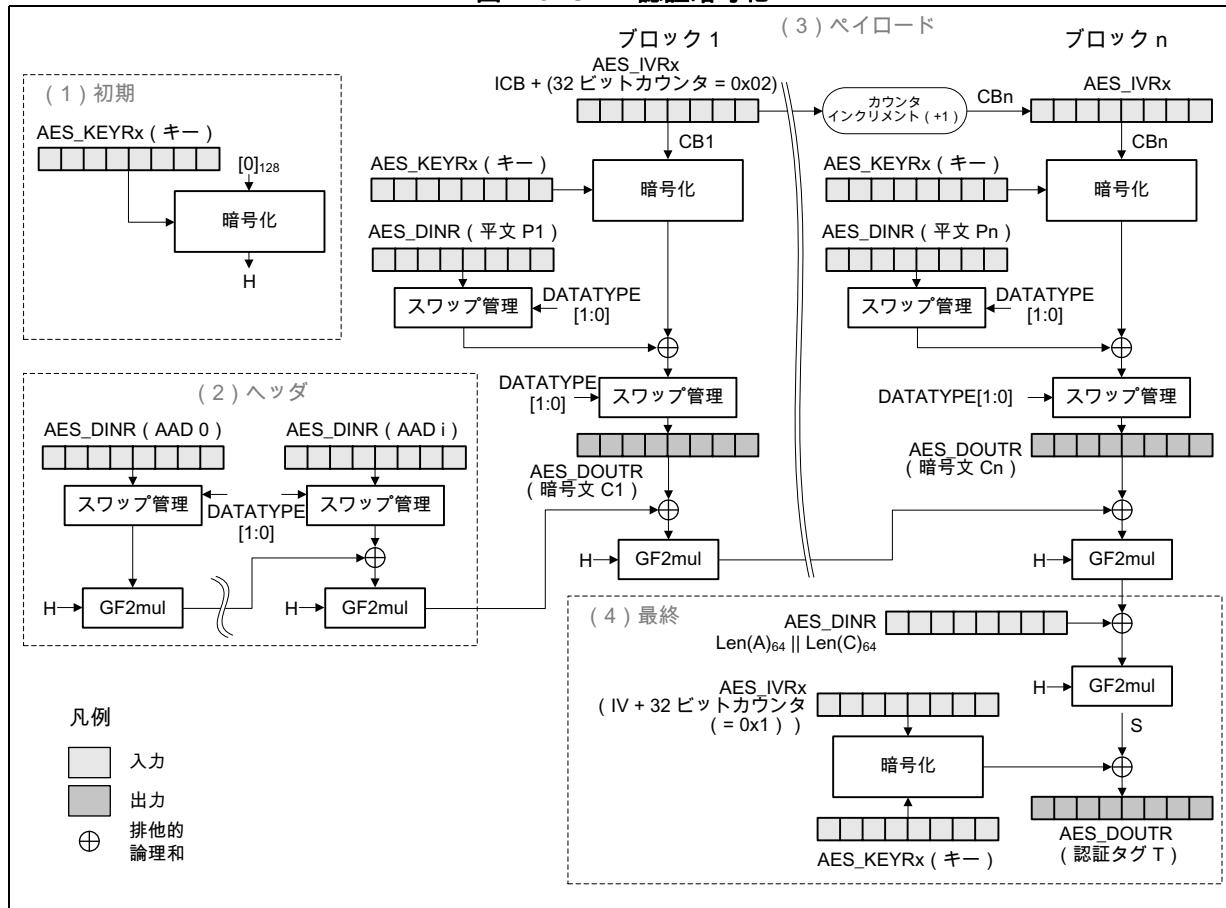 (1)初期
AES_KEYRx(キー)
[0]128
暗号化
H
(2)ヘッダ
AES_DINR(AAD 0)
AES_DINR(AAD i)
スワップ管理
DATATYPE
[1:0]
スワップ管理
H
GF2mul
H
GF2mul
(3)ペイロード
ブロック 1
AES_IVRx
ICB + (32 ビットカウンタ = 0x02)
CB1
AES_KEYRx(キー)
暗号化
AES_DINR(平文 P1)
スワップ管理
DATATYPE
[1:0]
DATATYPE
[1:0]
スワップ管理
AES_DOUTR
(暗号文 C1)
H
GF2mul
カウンタ
インクリメント(+1)
CBn
ブロック n
AES_IVRx
CBn
AES_KEYRx(キー)
暗号化
AES_DINR(平文 Pn)
スワップ管理
DATATYPE
[1:0]
DATATYPE[1:0]
スワップ管理
AES_DOUTR
(暗号文 Cn)
H
GF2mul
(4)最終
AES_DINR
Len(A)64 || Len(C)64
H
GF2mul
S
AES_IVRx
(IV + 32 ビットカウンタ
(= 0x1))
暗号化
AES_KEYRx(キー)
AES_DOUTR
(認証タグ T)
凡例
入力
出力
排他的
論理和